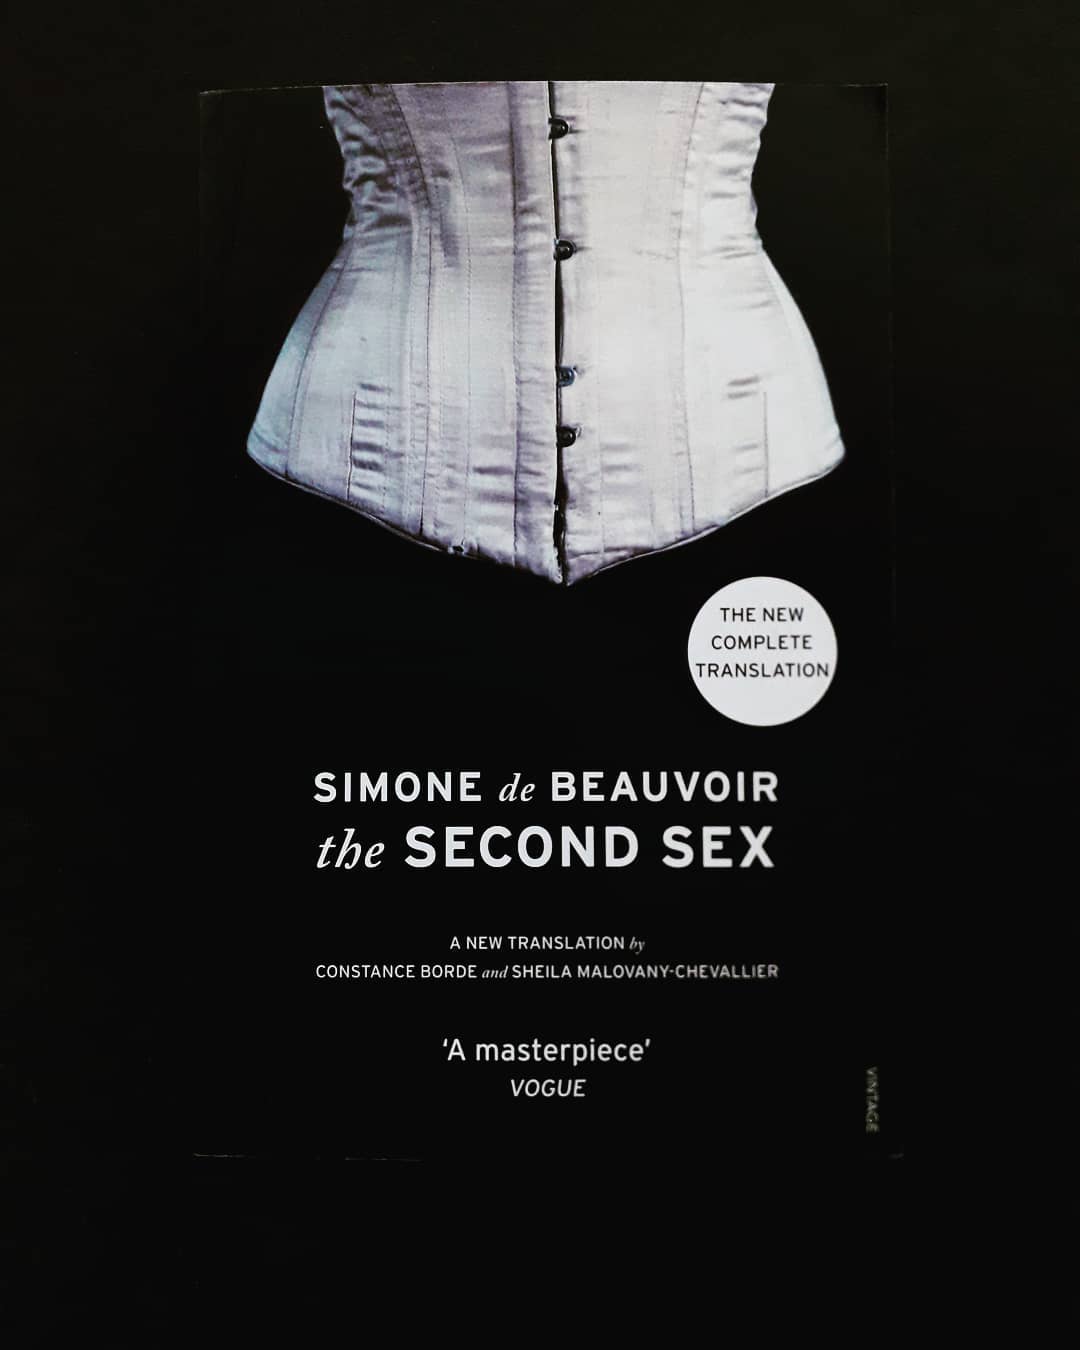 THE NEW
COMPLETE
TRANSLATION
SIMONE de BEAUVOIR
the SECOND SEX
A NEW TRANSLATION by
CONSTANCE BORDE and SHEILA MALOVANY-CHEVALLIER
‘A masterpiece’
VOGUE
VINTAGE